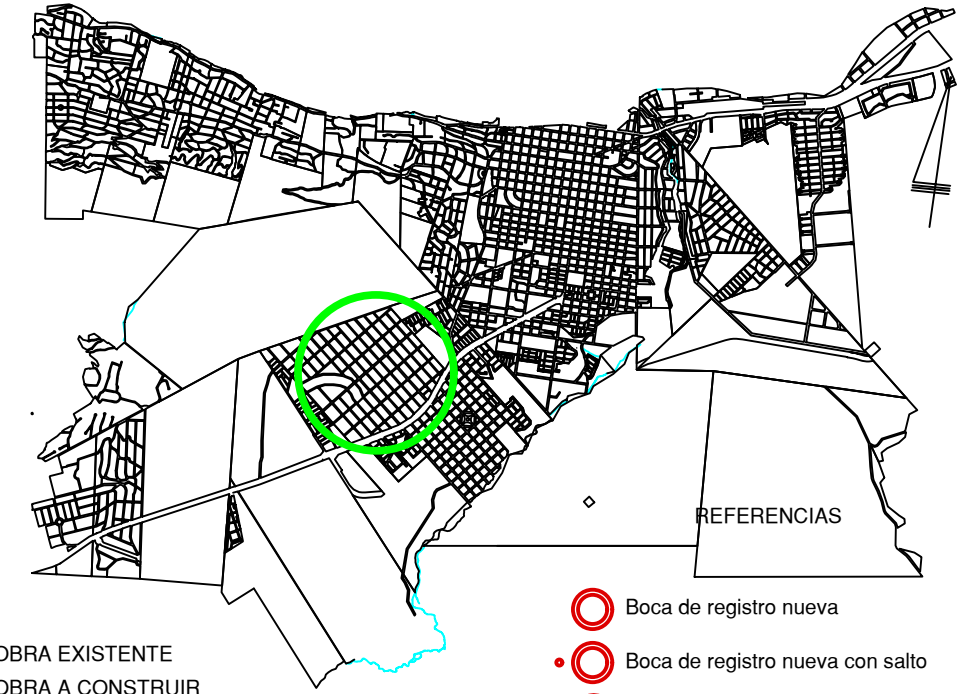 REFERENCIAS
Boca de registro nueva
OBRA EXISTENTE
Boca de registro nueva con salto
OBRA A CONSTRUIR